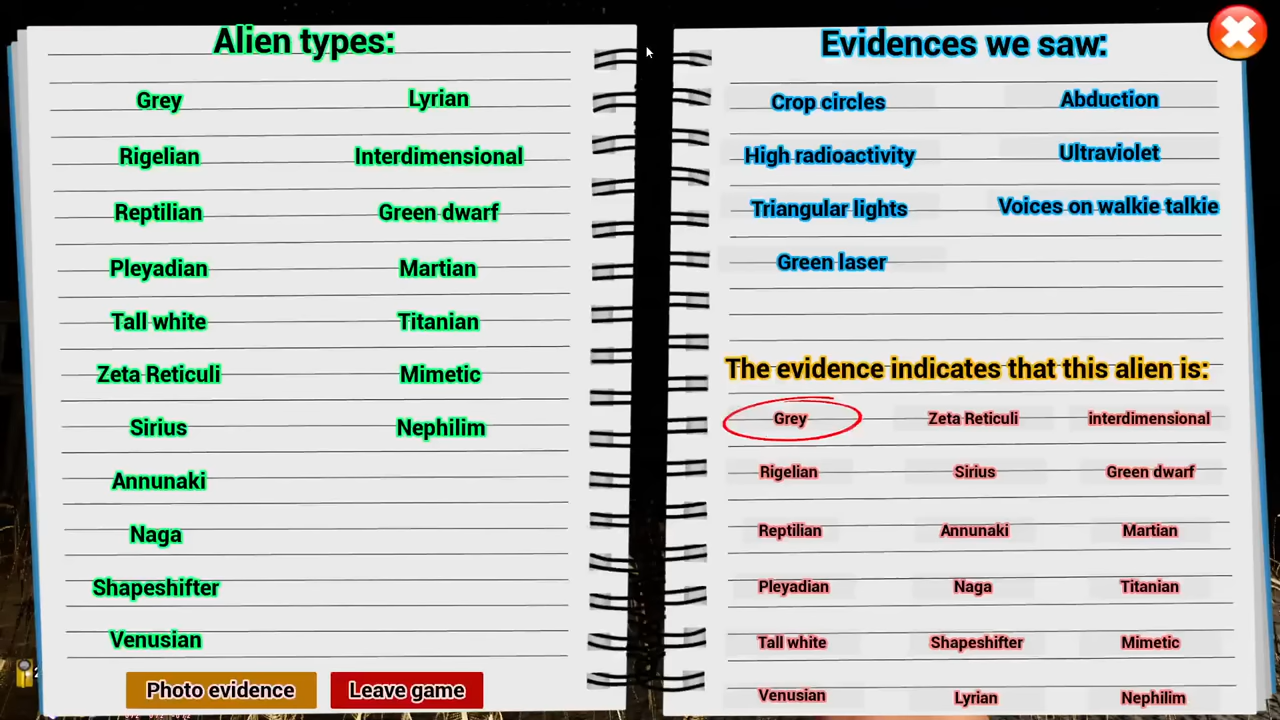 Alien types:
Grey
Lyrian
Rigelian
Interdimensional
Reptilian
Green dwarf
Pleyadian
Martian
Tall white
Titanian
Zeta Reticuli
Mimetic
Sirius
Nephilim
Annunaki
Naga
Shapeshifter
Venusian
Photo evidence
Leave game
Evidences we saw:
Crop circles
Abduction
High radioactivity
Ultraviolet
Triangular lights
Voices on walkie talkie
Green laser
The evidence indicates that this alien is:
Grey
Zeta Reticuli
interdimensional
Rigelian
Sirius
Green dwarf
Reptilian
Annunaki
Martian
Pleyadian
Naga
Titanian
Tall white
Shapeshifter
Mimetic
Venusian
Lyrian
Nephilim